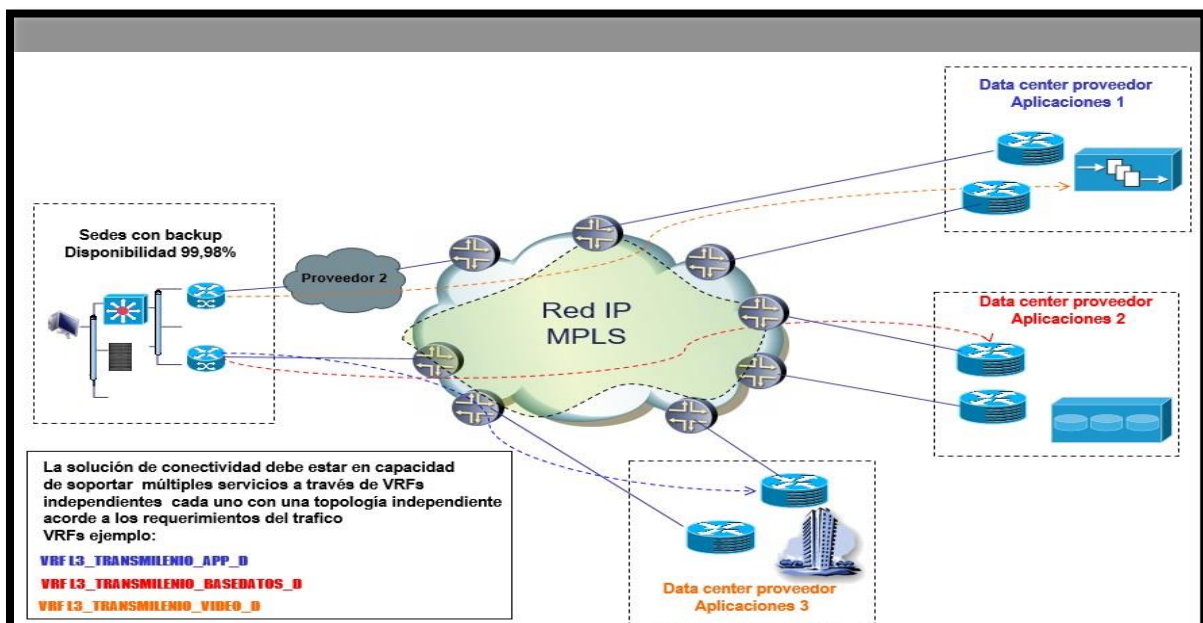 Data center proveedor
Aplicaciones 1
Sedes con backup
Disponibilidad 99,98%
Proveedor 2
Red IP
MPLS
Data center proveedor
Aplicaciones 2
La solución de conectividad debe estar en capacidad
de soportar múltiples servicios a través de VRFs
independientes cada uno con una topología independiente
acorde a los requerimientos del trafico
VRFs ejemplo:
VRF L3_TRANSMILENIO_APP_D
VRF L3_TRANSMILENIO_BASEDATOS_D
VRF L3_TRANSMILENIO_VIDEO_D
Data center proveedor
Aplicaciones 3